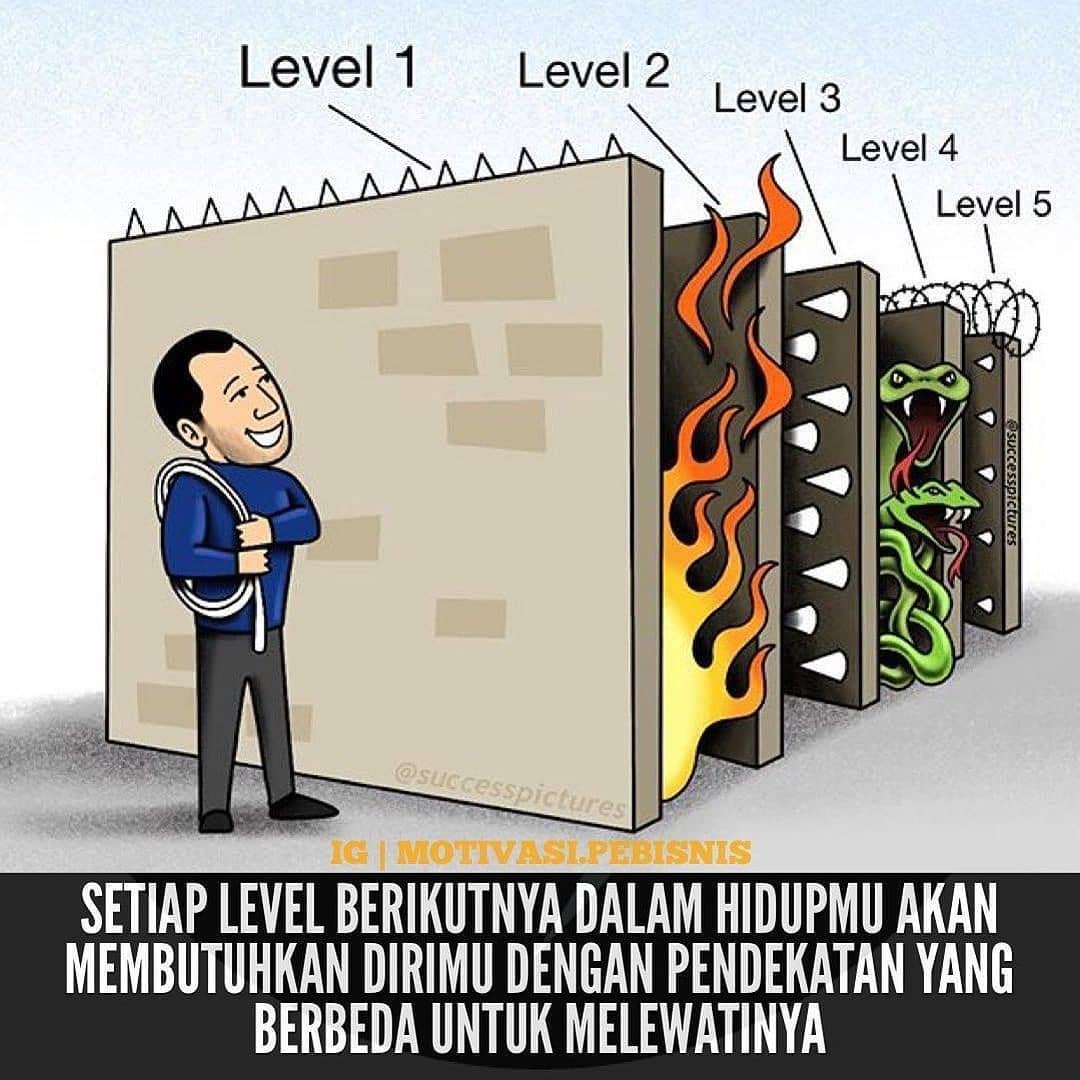 Level 1
Level 2
Level 3
Level 4
Level 5
@successpictures
@successpictures
IG | MOTIVASI.PEBISNIS
SETIAP LEVEL BERIKUTNYA DALAM HIDUPMU AKAN
MEMBUTUHKAN DIRIMU DENGAN PENDEKATAN YANG
BERBEDA UNTUK MELEWATINYA